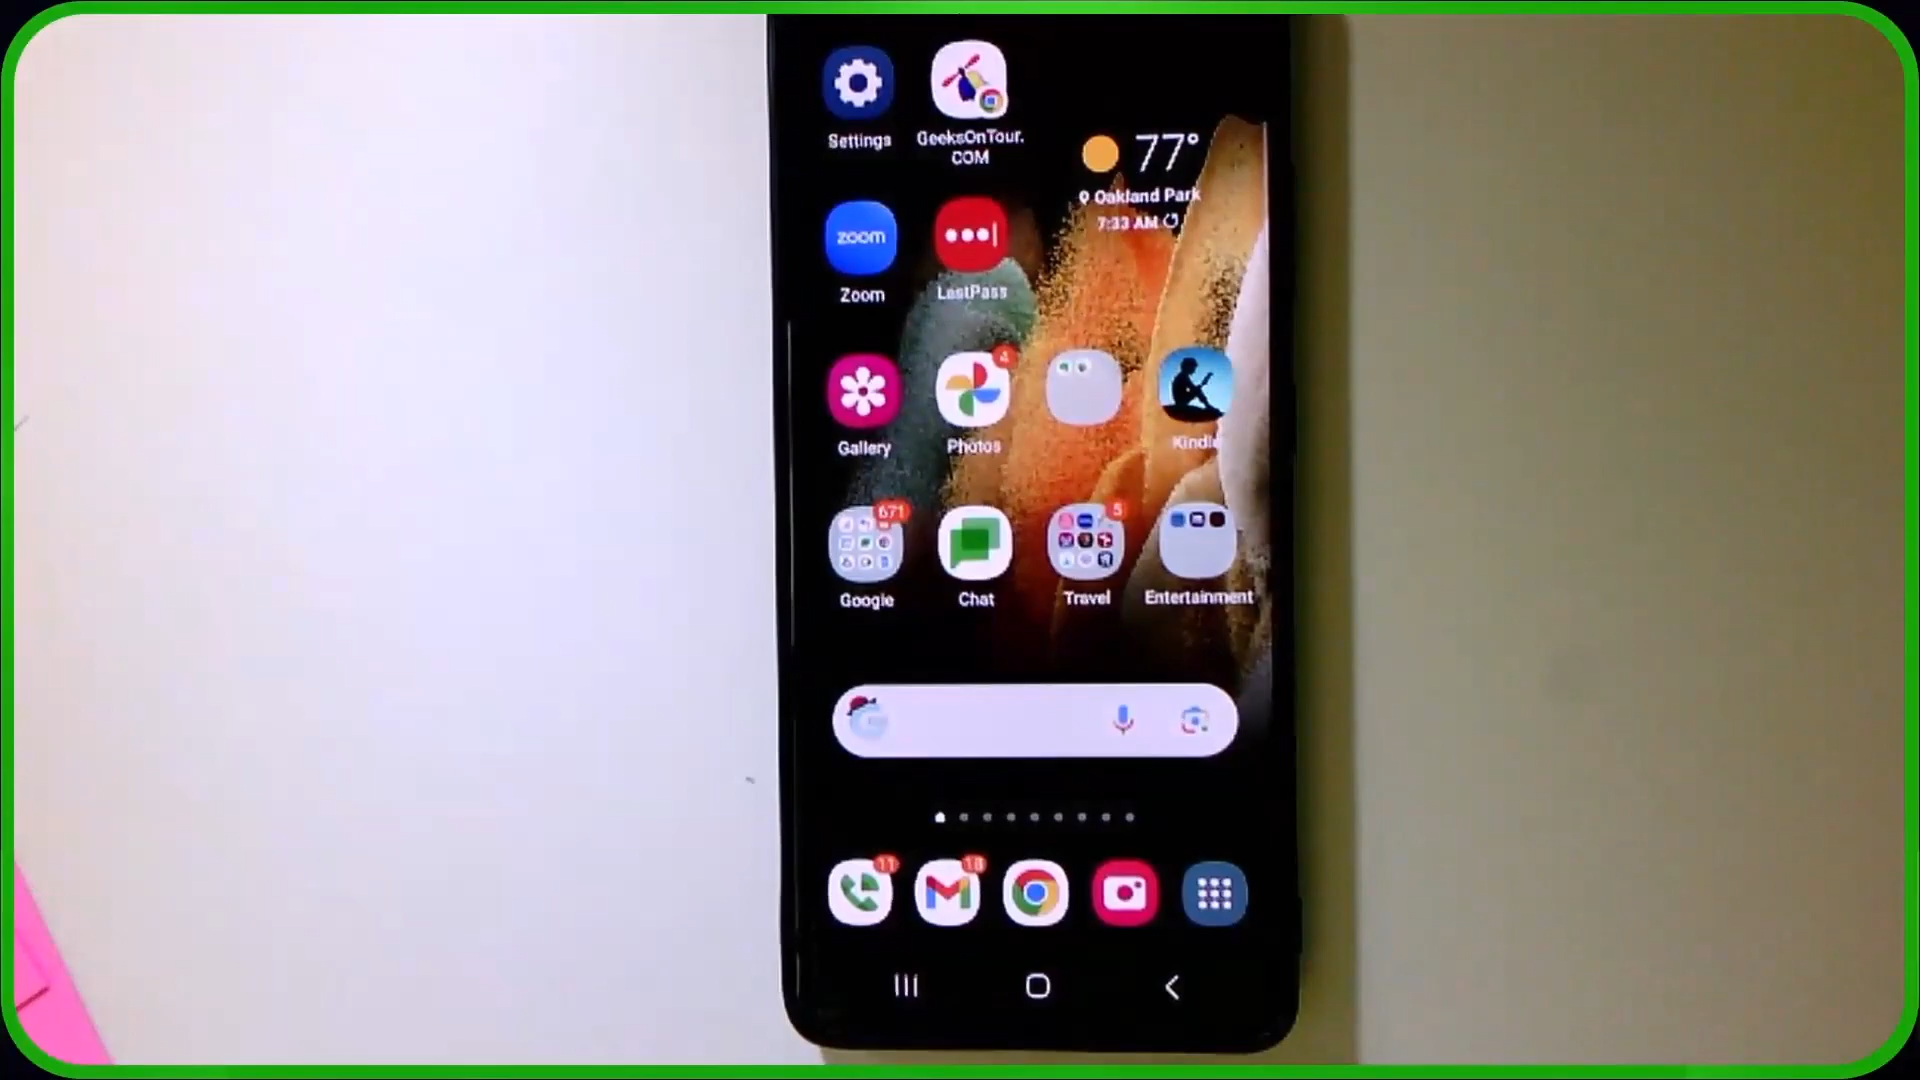 Settings
GeeksOnTour.
COM
77°
Oakland Park
7:33 AM
zoom
Zoom
LastPass
4
Gallery
Photos
Kindle
671
5
Google
Chat
Travel
Entertainment
G
11
18